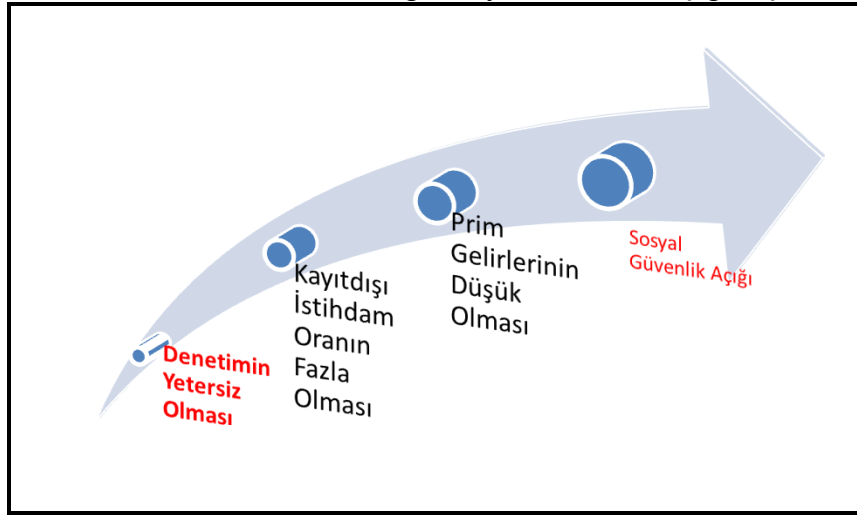 Denetimin
Yetersiz
Olması
Kayıtdışı
İstihdam
Oranın
Fazla
Olması
Prim
Gelirlerinin
Düşük
Olması
Sosyal
Güvenlik Açığı